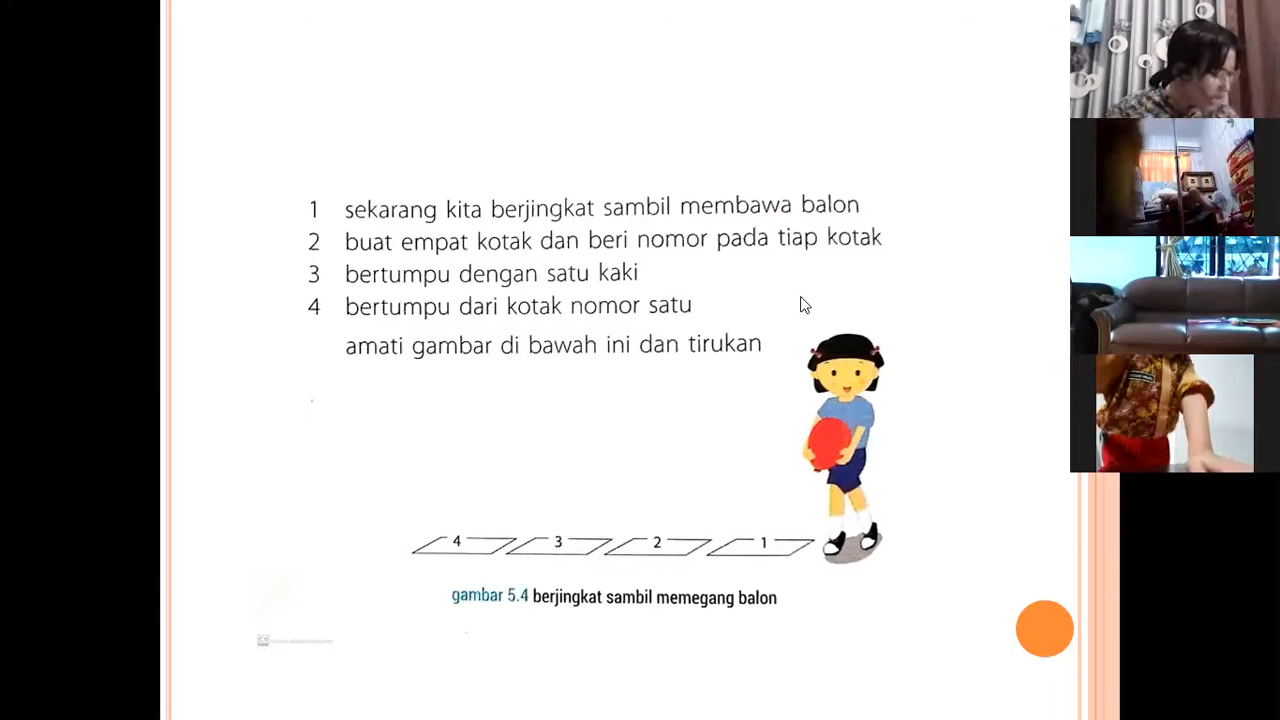 1 sekarang kita berjingkat sambil membawa balon
2 buat empat kotak dan beri nomor pada tiap kotak
3 bertumpu dengan satu kaki
4 bertumpu dari kotak nomor satu
amati gambar di bawah ini dan tirukan
4 3 2 1
gambar 5.4 berjingkat sambil memegang balon
CS